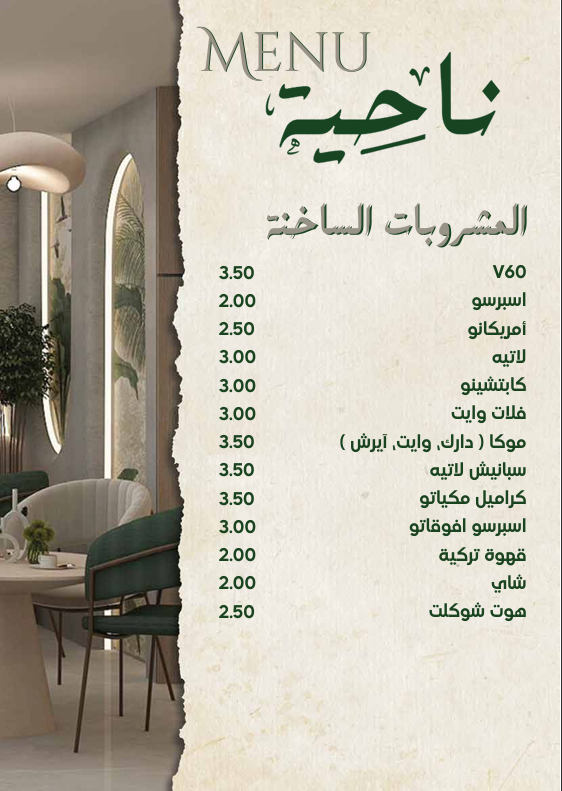 MENU
ناحية
المشروبات الساخنة
V60 3.50
اسبرسو 2.00
أمريكانو 2.50
لاتيه 3.00
كابتشينو 3.00
فلات وايت 3.00
موكا ( دارك، وايت، آيرش ) 3.50
سبانيش لاتيه 3.50
كراميل مكياتو 3.50
اسبرسو افوقاتو 3.00
قهوة تركية 2.00
شاي 2.00
هوت شوكلت 2.50